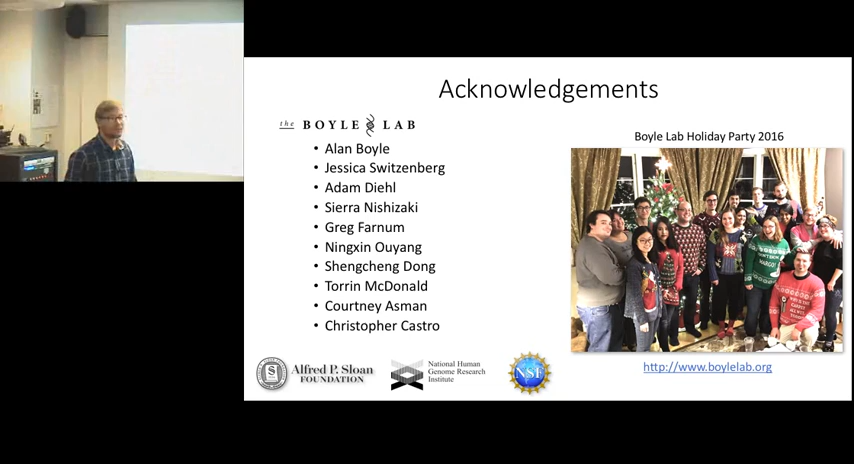 Acknowledgements
the BOYLE LAB
• Alan Boyle
• Jessica Switzenberg
• Adam Diehl
• Sierra Nishizaki
• Greg Farnum
• Ningxin Ouyang
• Shengcheng Dong
• Torrin McDonald
• Courtney Asman
• Christopher Castro
Boyle Lab Holiday Party 2016
http://www.boylelab.org
Alfred P. Sloan
FOUNDATION
National Human
Genome Research
Institute
NSF